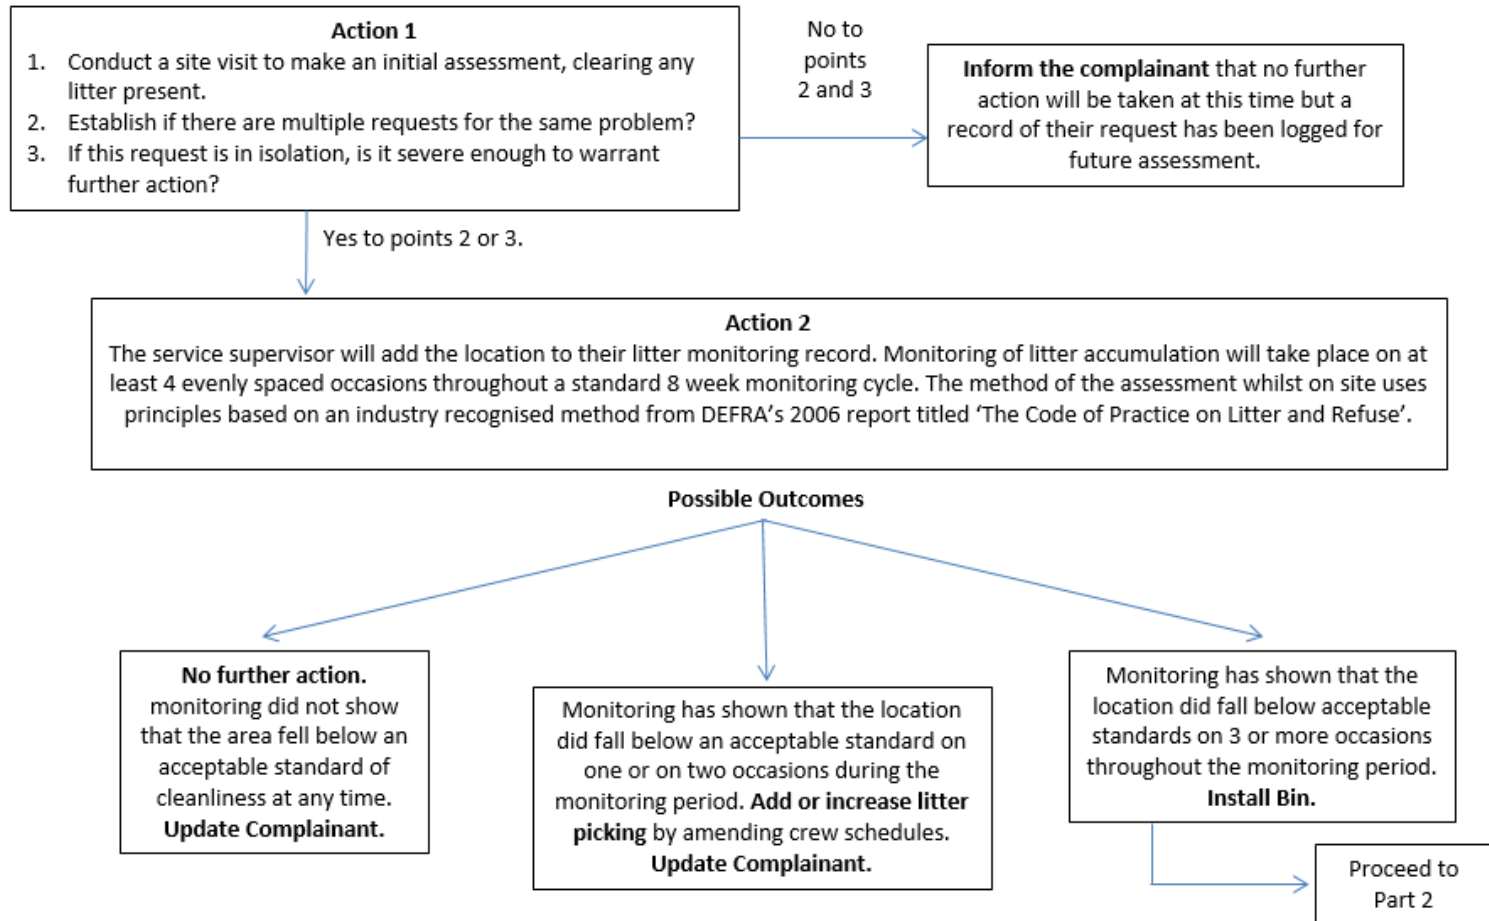 Action 1
1. Conduct a site visit to make an initial assessment, clearing any
litter present.
2. Establish if there are multiple requests for the same problem?
3. If this request is in isolation, is it severe enough to warrant
further action?
No to
points
2 and 3
Inform the complainant that no further
action will be taken at this time but a
record of their request has been logged for
future assessment.
Yes to points 2 or 3.
Action 2
The service supervisor will add the location to their litter monitoring record. Monitoring of litter accumulation will take place on at
least 4 evenly spaced occasions throughout a standard 8 week monitoring cycle. The method of the assessment whilst on site uses
principles based on an industry recognised method from DEFRA’s 2006 report titled ‘The Code of Practice on Litter and Refuse’.
Possible Outcomes
No further action.
monitoring did not show
that the area fell below an
acceptable standard of
cleanliness at any time.
Update Complainant.
Monitoring has shown that the location
did fall below an acceptable standard on
one or on two occasions during the
monitoring period. Add or increase litter
picking by amending crew schedules.
Update Complainant.
Monitoring has shown that the
location did fall below acceptable
standards on 3 or more occasions
throughout the monitoring period.
Install Bin.
Proceed to
Part 2